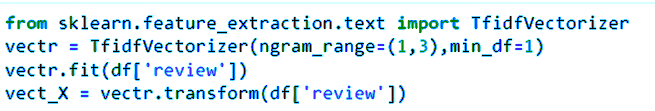 from sklearn.feature_extraction.text import TfidfVectorizer
vectr = TfidfVectorizer(ngram_range=(1,3),min_df=1)
vectr.fit(df['review'])
vect_X = vectr.transform(df['review'])